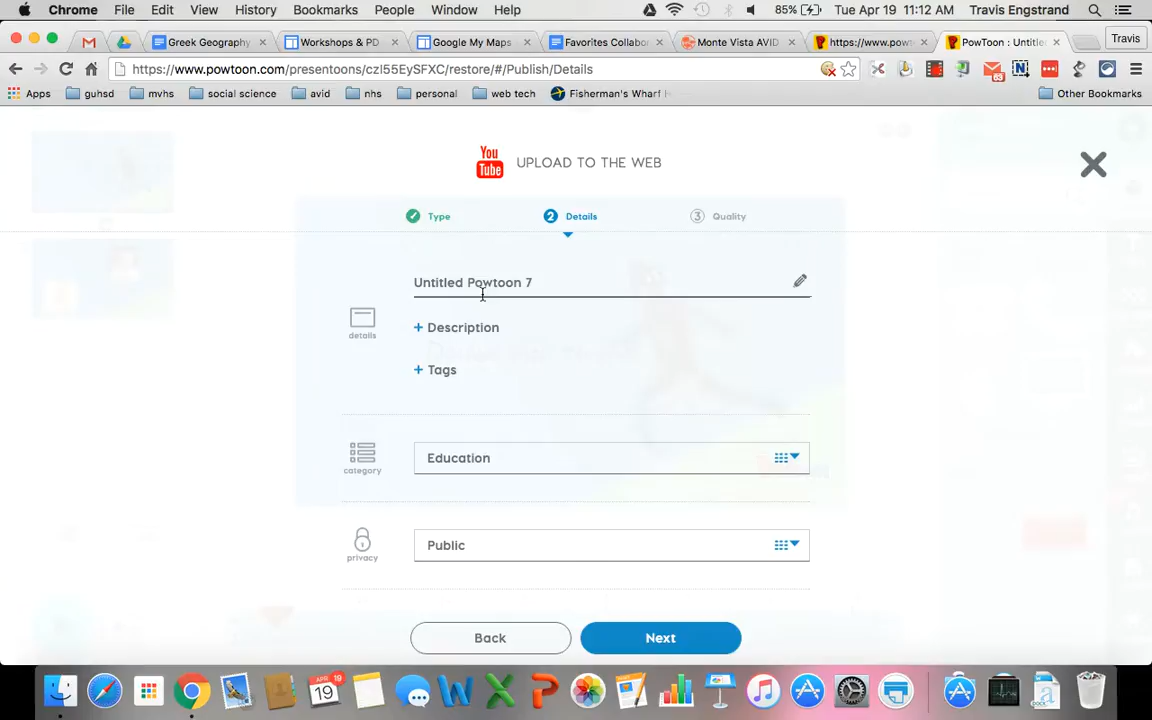 Chrome File Edit View History Bookmarks People Window Help 85% Tue Apr 19 11:12 AM Travis Engstrand
Greek Geography Workshops & PD Google My Maps Favorites Collabor Monte Vista AVID https://www.powt PowToon : Untitle Travis
https://www.powtoon.com/presentoons/czl55EySFXC/restore/#/Publish/Details
Apps guhsd mvhs social science avid nhs personal web tech Fisherman's Wharf Other Bookmarks
You
Tube
UPLOAD TO THE WEB
Type 2 Details 3 Quality
Untitled Powtoon 7
details
+ Description
+ Tags
category
Education
privacy
Public
Back Next